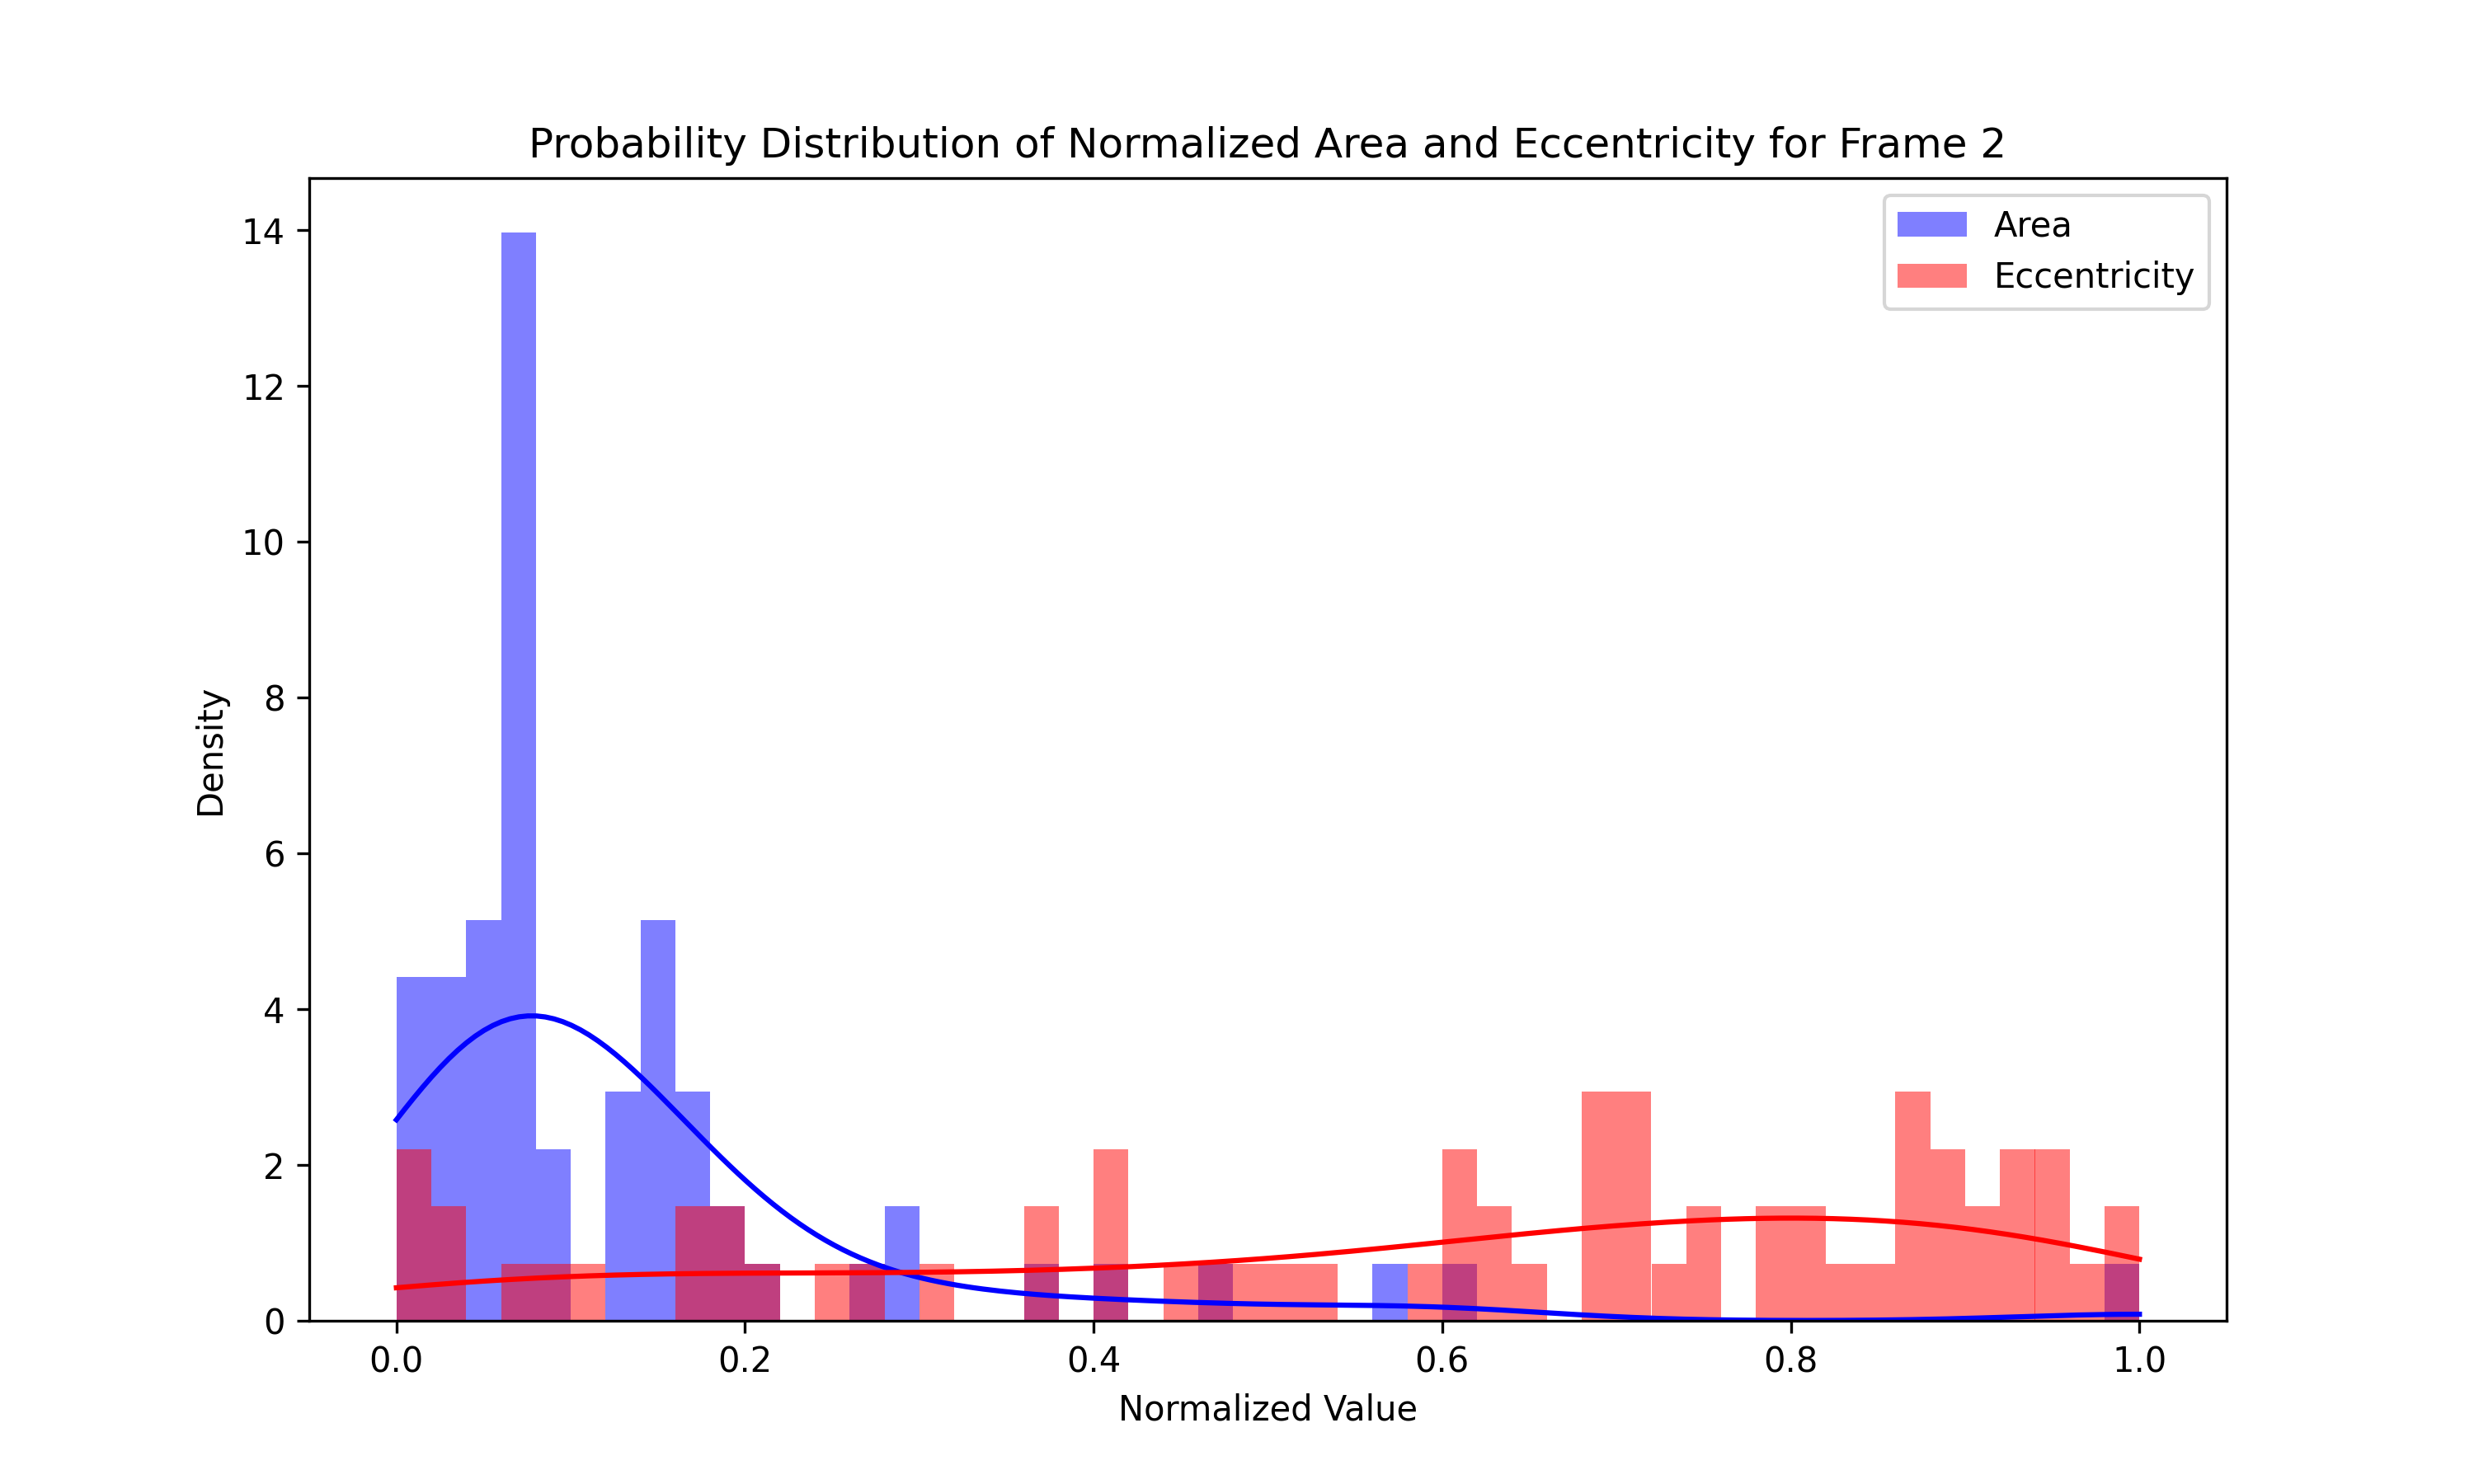 Probability Distribution of Normalized Area and Eccentricity for Frame 2
Area
Eccentricity
14
12
10
8
6
4
2
0
Density
0.0 0.2 0.4 0.6 0.8 1.0
Normalized Value